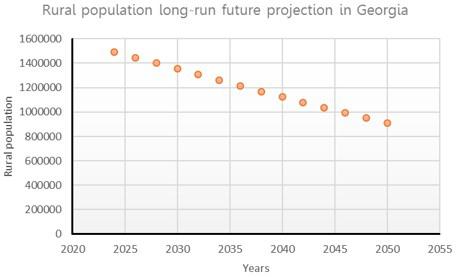 Rural population long-run future projection in Georgia
1600000
1400000
1200000
1000000
800000
600000
400000
200000
0
Rural population
2020 2025 2030 2035 2040 2045 2050 2055
Years